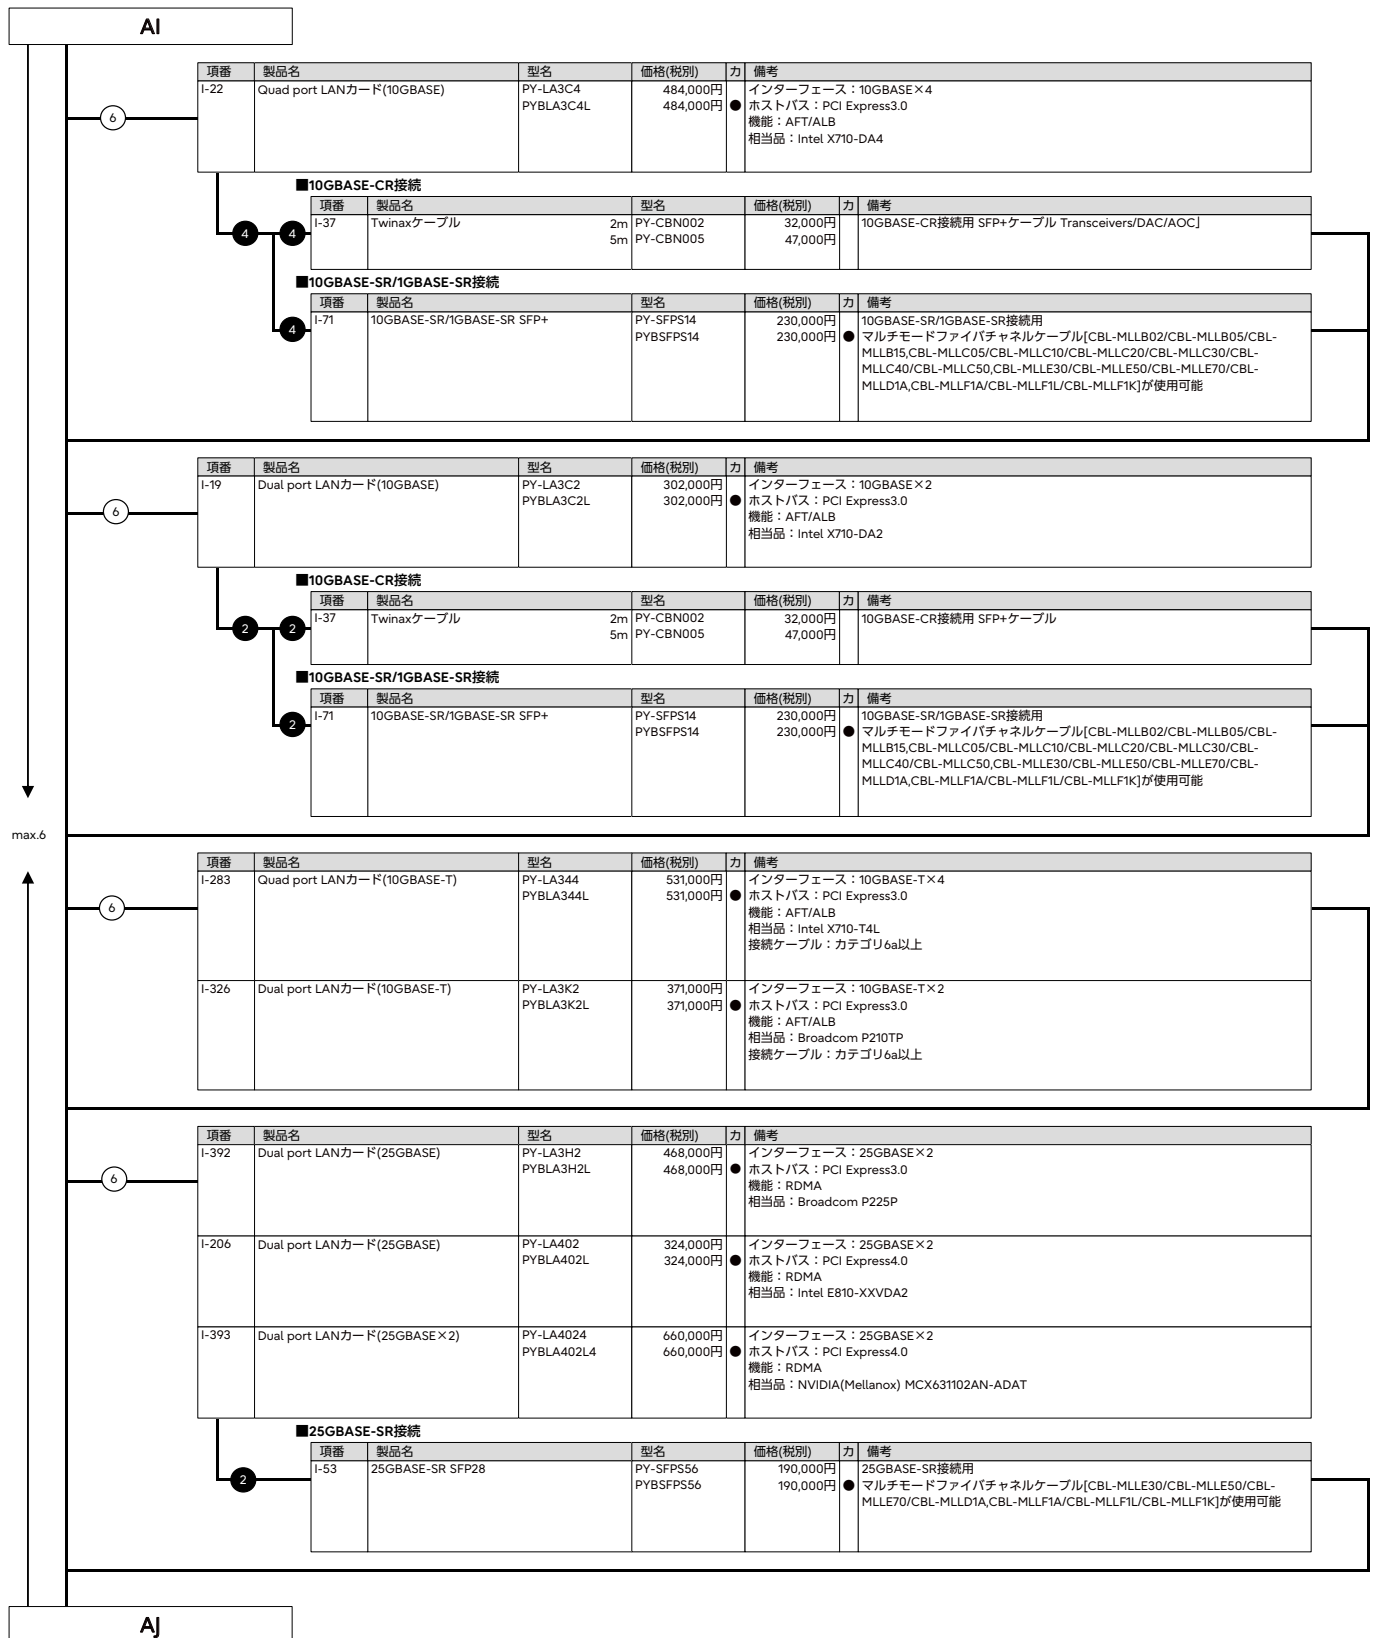 AI
項番 製品名 型名 価格(税別) カ 備考
I-22 Quad port LANカード(10GBASE) PY-LA3C4 484,000円 インターフェース：10GBASE×4
PYBLA3C4L 484,000円 ● ホストバス：PCI Express3.0
機能：AFT/ALB
相当品：Intel X710-DA4
6
■10GBASE-CR接続
項番 製品名 型名 価格(税別) カ 備考
4 4 I-37 Twinaxケーブル 2m PY-CBN002 32,000円 10GBASE-CR接続用 SFP+ケーブル Transceivers/DAC/AOC」
5m PY-CBN005 47,000円
■10GBASE-SR/1GBASE-SR接続
項番 製品名 型名 価格(税別) カ 備考
4 I-71 10GBASE-SR/1GBASE-SR SFP+ PY-SFPS14 230,000円 10GBASE-SR/1GBASE-SR接続用
PYBSFPS14 230,000円 ● マルチモードファイバチャネルケーブル[CBL-MLLB02/CBL-MLLB05/CBL-
MLLB15,CBL-MLLC05/CBL-MLLC10/CBL-MLLC20/CBL-MLLC30/CBL-
MLLC40/CBL-MLLC50,CBL-MLLE30/CBL-MLLE50/CBL-MLLE70/CBL-
MLLD1A,CBL-MLLF1A/CBL-MLLF1L/CBL-MLLF1K]が使用可能
項番 製品名 型名 価格(税別) カ 備考
I-19 Dual port LANカード(10GBASE) PY-LA3C2 302,000円 インターフェース：10GBASE×2
PYBLA3C2L 302,000円 ● ホストバス：PCI Express3.0
6 機能：AFT/ALB
相当品：Intel X710-DA2
■10GBASE-CR接続
項番 製品名 型名 価格(税別) カ 備考
2 2 I-37 Twinaxケーブル 2m PY-CBN002 32,000円 10GBASE-CR接続用 SFP+ケーブル
5m PY-CBN005 47,000円
■10GBASE-SR/1GBASE-SR接続
項番 製品名 型名 価格(税別) カ 備考
2 I-71 10GBASE-SR/1GBASE-SR SFP+ PY-SFPS14 230,000円 10GBASE-SR/1GBASE-SR接続用
PYBSFPS14 230,000円 ● マルチモードファイバチャネルケーブル[CBL-MLLB02/CBL-MLLB05/CBL-
MLLB15,CBL-MLLC05/CBL-MLLC10/CBL-MLLC20/CBL-MLLC30/CBL-
MLLC40/CBL-MLLC50,CBL-MLLE30/CBL-MLLE50/CBL-MLLE70/CBL-
MLLD1A,CBL-MLLF1A/CBL-MLLF1L/CBL-MLLF1K]が使用可能
max.6
項番 製品名 型名 価格(税別) カ 備考
I-283 Quad port LANカード(10GBASE-T) PY-LA344 531,000円 インターフェース：10GBASE-T×4
PYBLA344L 531,000円 ● ホストバス：PCI Express3.0
6 機能：AFT/ALB
相当品：Intel X710-T4L
接続ケーブル：カテゴリ6a以上
I-326 Dual port LANカード(10GBASE-T) PY-LA3K2 371,000円 インターフェース：10GBASE-T×2
PYBLA3K2L 371,000円 ● ホストバス：PCI Express3.0
機能：AFT/ALB
相当品：Broadcom P210TP
接続ケーブル：カテゴリ6a以上
項番 製品名 型名 価格(税別) カ 備考
I-392 Dual port LANカード(25GBASE) PY-LA3H2 468,000円 インターフェース：25GBASE×2
PYBLA3H2L 468,000円 ● ホストバス：PCI Express3.0
6 機能：RDMA
相当品：Broadcom P225P
I-206 Dual port LANカード(25GBASE) PY-LA402 324,000円 インターフェース：25GBASE×2
PYBLA402L 324,000円 ● ホストバス：PCI Express4.0
機能：RDMA
相当品：Intel E810-XXVDA2
I-393 Dual port LANカード(25GBASE×2) PY-LA4024 660,000円 インターフェース：25GBASE×2
PYBLA402L4 660,000円 ● ホストバス：PCI Express4.0
機能：RDMA
相当品：NVIDIA(Mellanox) MCX631102AN-ADAT
■25GBASE-SR接続
項番 製品名 型名 価格(税別) カ 備考
2 I-53 25GBASE-SR SFP28 PY-SFPS56 190,000円 25GBASE-SR接続用
PYBSFPS56 190,000円 ● マルチモードファイバチャネルケーブル[CBL-MLLE30/CBL-MLLE50/CBL-
MLLE70/CBL-MLLD1A,CBL-MLLF1A/CBL-MLLF1L/CBL-MLLF1K]が使用可能
AJ